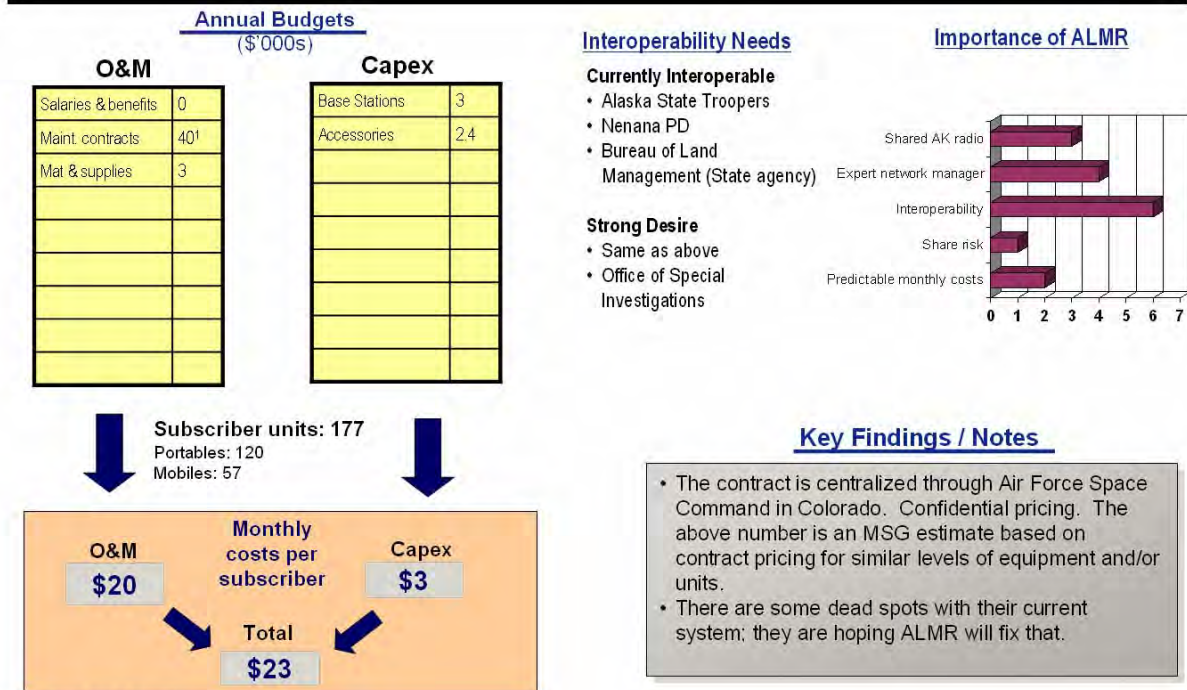 Annual Budgets
($'000s)
O&M
Salaries & benefits 0
Maint. contracts 40¹
Mat & supplies 3
Capex
Base Stations 3
Accessories 2.4
Subscriber units: 177
Portables: 120
Mobiles: 57
Monthly
costs per
subscriber
O&M
$20
Capex
$3
Total
$23
Interoperability Needs
Currently Interoperable
• Alaska State Troopers
• Nenana PD
• Bureau of Land
Management (State agency)
Strong Desire
• Same as above
• Office of Special
Investigations
Importance of ALMR
Shared AK radio
Expert network manager
Interoperability
Share risk
Predictable monthly costs
0 1 2 3 4 5 6 7
Key Findings / Notes
• The contract is centralized through Air Force Space
Command in Colorado. Confidential pricing. The
above number is an MSG estimate based on
contract pricing for similar levels of equipment and/or
units.
• There are some dead spots with their current
system; they are hoping ALMR will fix that.